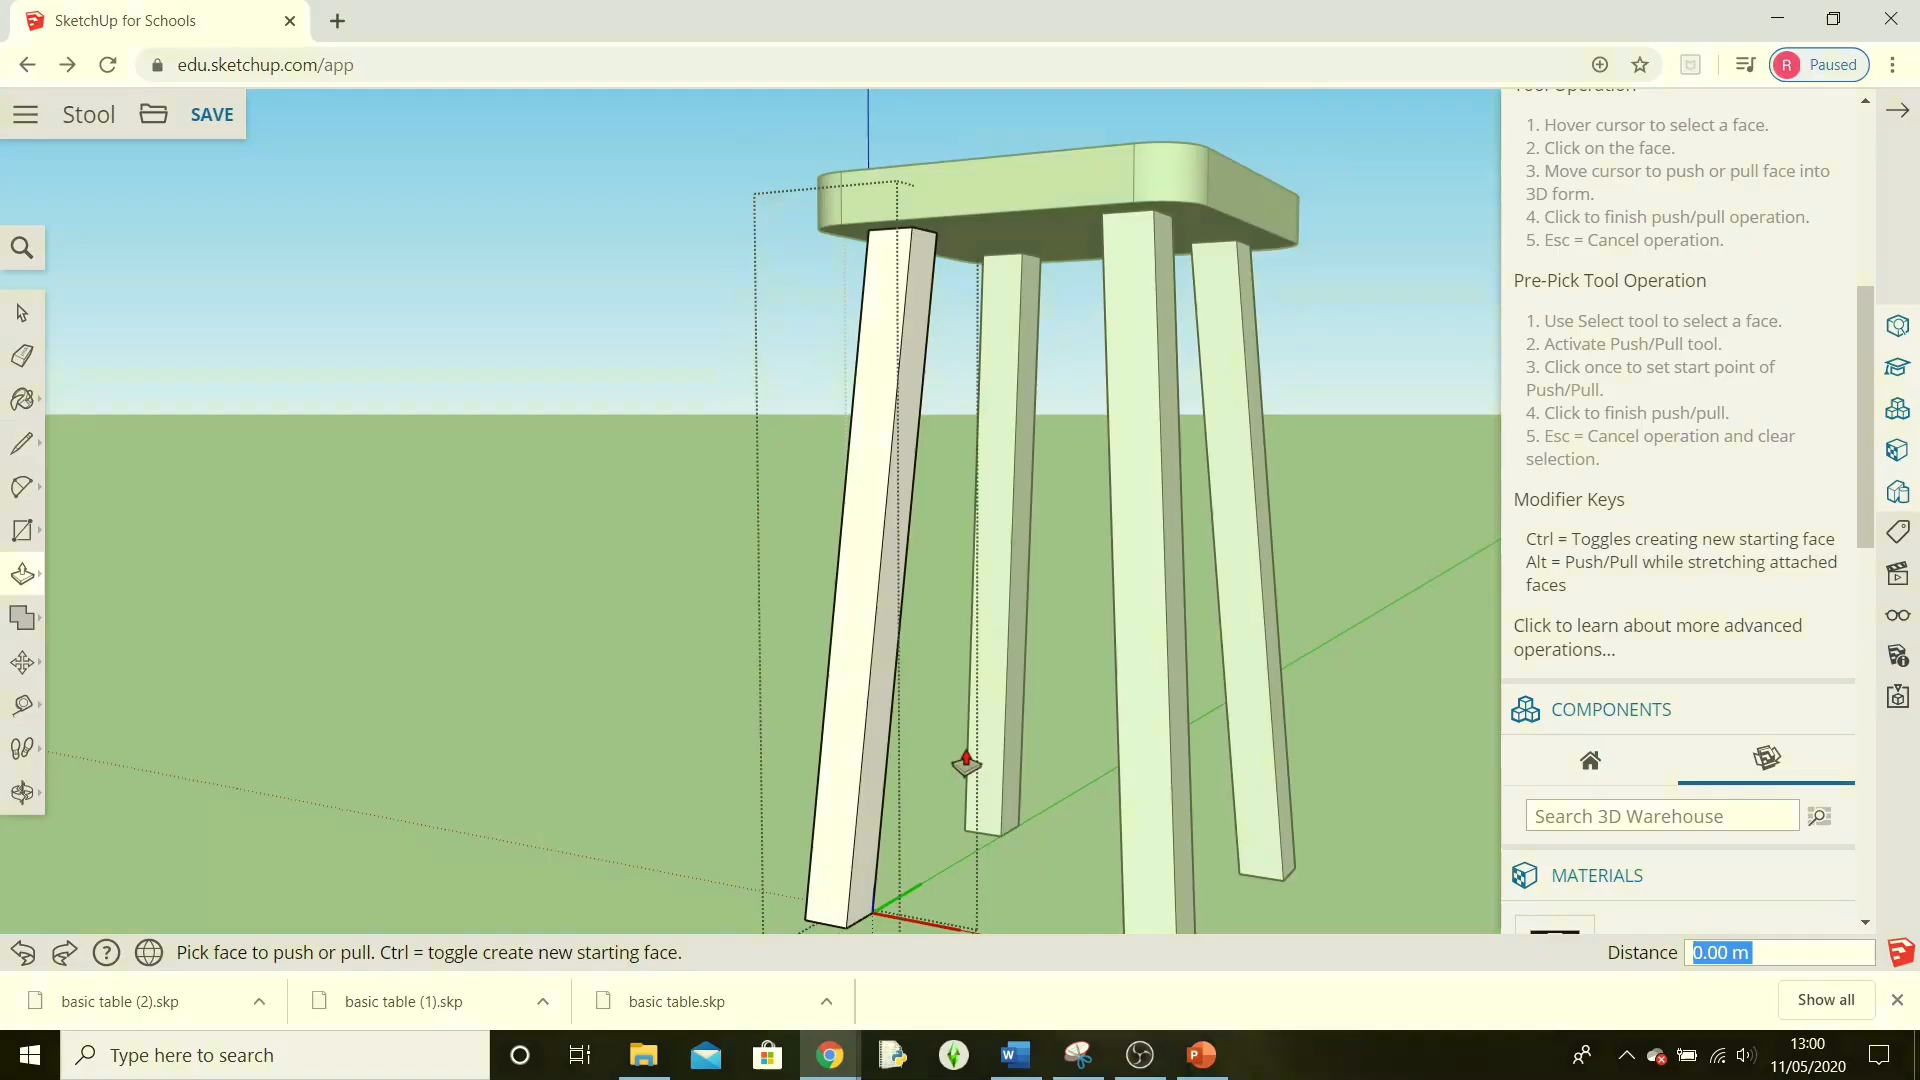 SketchUp for Schools
edu.sketchup.com/app
R Paused
Stool SAVE
Tool Operation
1. Hover cursor to select a face.
2. Click on the face.
3. Move cursor to push or pull face into
3D form.
4. Click to finish push/pull operation.
5. Esc = Cancel operation.
Pre-Pick Tool Operation
1. Use Select tool to select a face.
2. Activate Push/Pull tool.
3. Click once to set start point of
Push/Pull.
4. Click to finish push/pull.
5. Esc = Cancel operation and clear
selection.
Modifier Keys
Ctrl = Toggles creating new starting face
Alt = Push/Pull while stretching attached
faces
Click to learn about more advanced
operations...
COMPONENTS
Search 3D Warehouse
MATERIALS
Pick face to push or pull. Ctrl = toggle create new starting face.
Distance 0.00 m
basic table (2).skp
basic table (1).skp
basic table.skp
Show all
Type here to search
13:00
11/05/2020